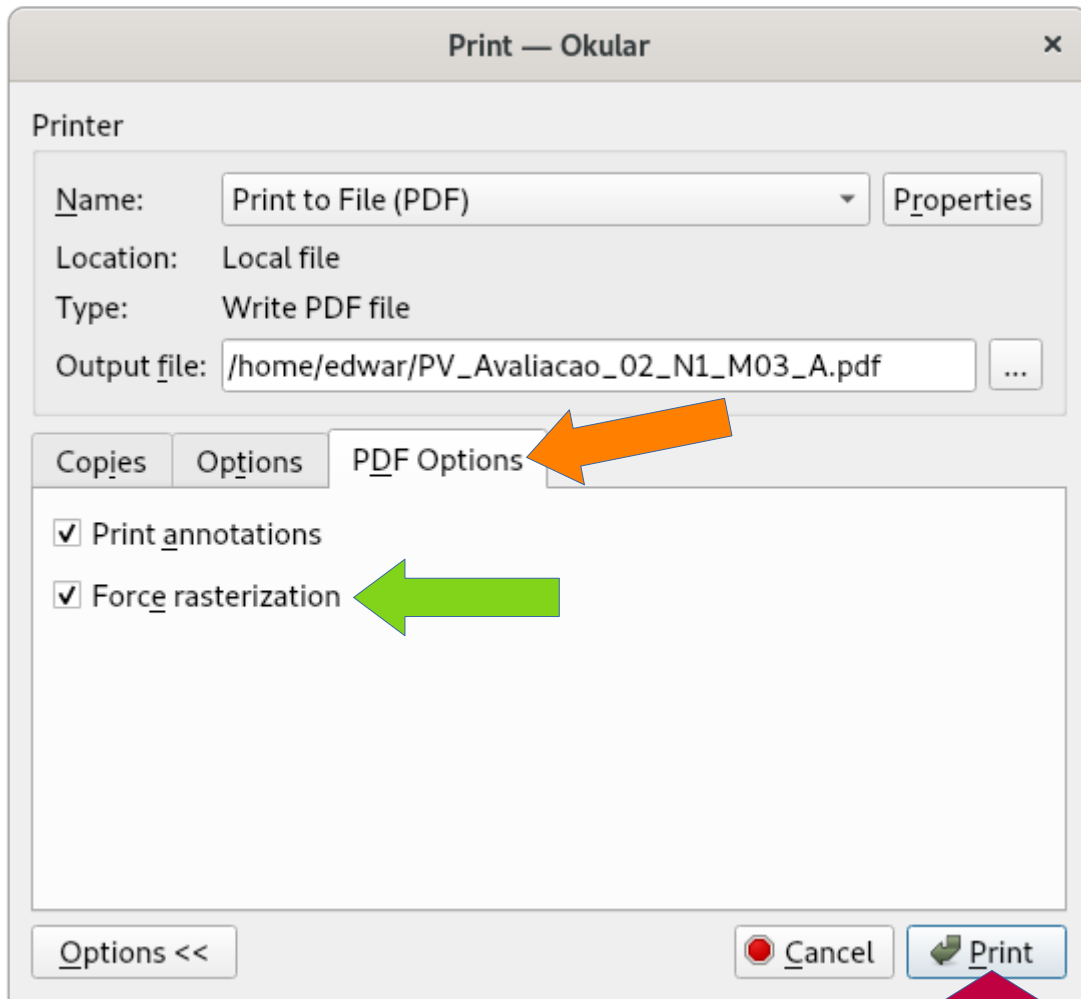 Print — Okular
Printer
Name: Print to File (PDF) Properties
Location: Local file
Type: Write PDF file
Output file: /home/edwar/PV_Avaliacao_02_N1_M03_A.pdf ...
Copies Options PDF Options
Print annotations
Force rasterization
Options << Cancel Print